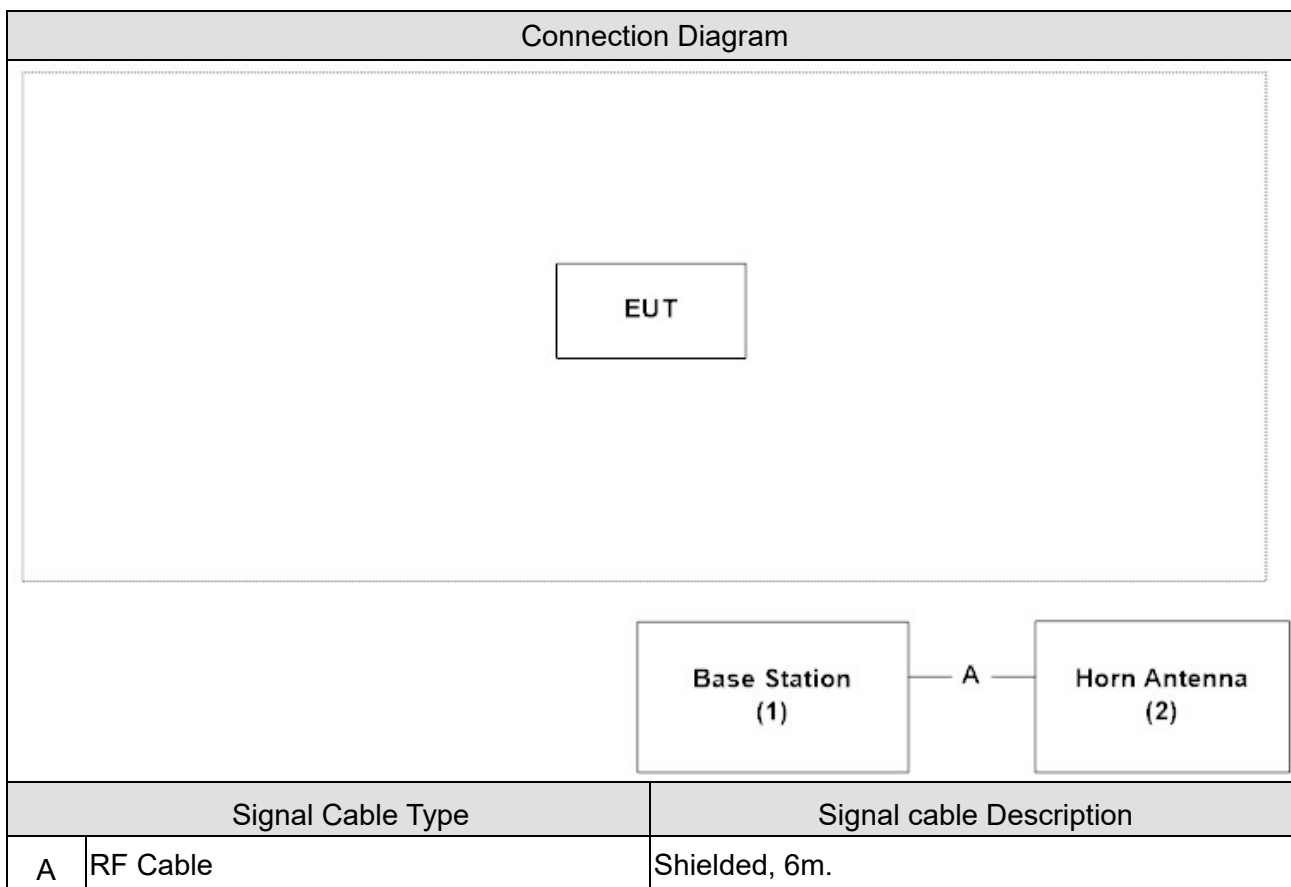 Connection Diagram
EUT
Base Station
(1)
A
Horn Antenna
(2)
Signal Cable Type
Signal cable Description
A
RF Cable
Shielded, 6m.